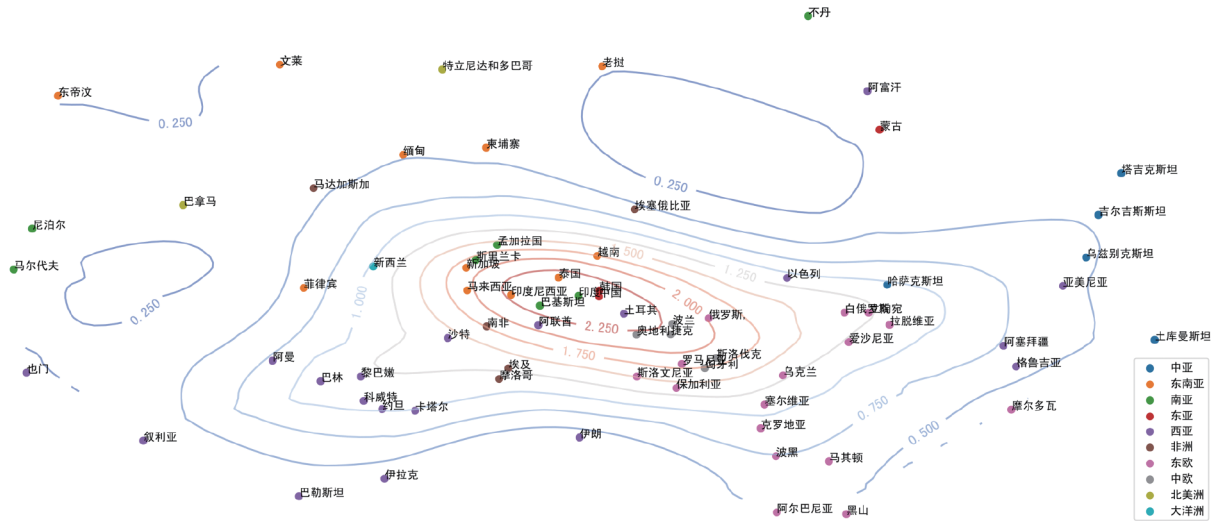 不丹
文莱
特立尼达和多巴哥
老挝
东帝汶
阿富汗
0.250
蒙古
缅甸
柬埔寨
塔吉克斯坦
马达加斯加
0.250
巴拿马
埃塞俄比亚
吉尔吉斯斯坦
尼泊尔
孟加拉国
越南
500
乌兹别克斯坦
马尔代夫
新西兰
斯里兰卡
新加坡
1.250
泰国
以色列
哈萨克斯坦
亚美尼亚
菲律宾
马来西亚
印度尼西亚
印度
韩国
中国
2.000
0.250
1.000
巴基斯坦
土耳其
俄罗斯,
白俄罗斯
立陶宛
南非
阿联酋
2.250
波兰
奥地利
捷克
拉脱维亚
沙特
爱沙尼亚
阿塞拜疆
土库曼斯坦
阿曼
1.750
罗马尼亚
斯洛伐克
匈牙利
格鲁吉亚
也门
巴林
黎巴嫩
埃及
摩洛哥
斯洛文尼亚
保加利亚
乌克兰
科威特
约旦
卡塔尔
塞尔维亚
0.750
摩尔多瓦
叙利亚
伊朗
克罗地亚
0.500
波黑
马其顿
伊拉克
巴勒斯坦
阿尔巴尼亚
黑山
中亚
东南亚
南亚
东亚
西亚
非洲
东欧
中欧
北美洲
大洋洲